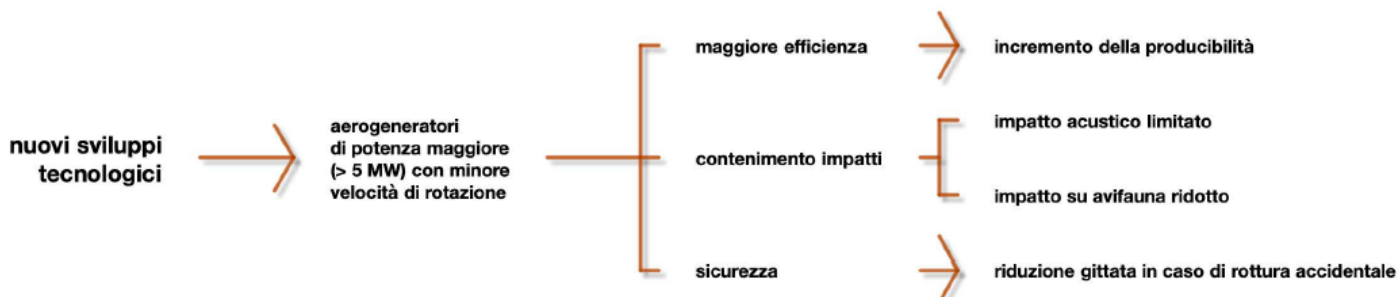 nuovi sviluppi
tecnologici
aerogeneratori
di potenza maggiore
(> 5 MW) con minore
velocità di rotazione
maggiore efficienza
incremento della producibilità
contenimento impatti
impatto acustico limitato
impatto su avifauna ridotto
sicurezza
riduzione gittata in caso di rottura accidentale